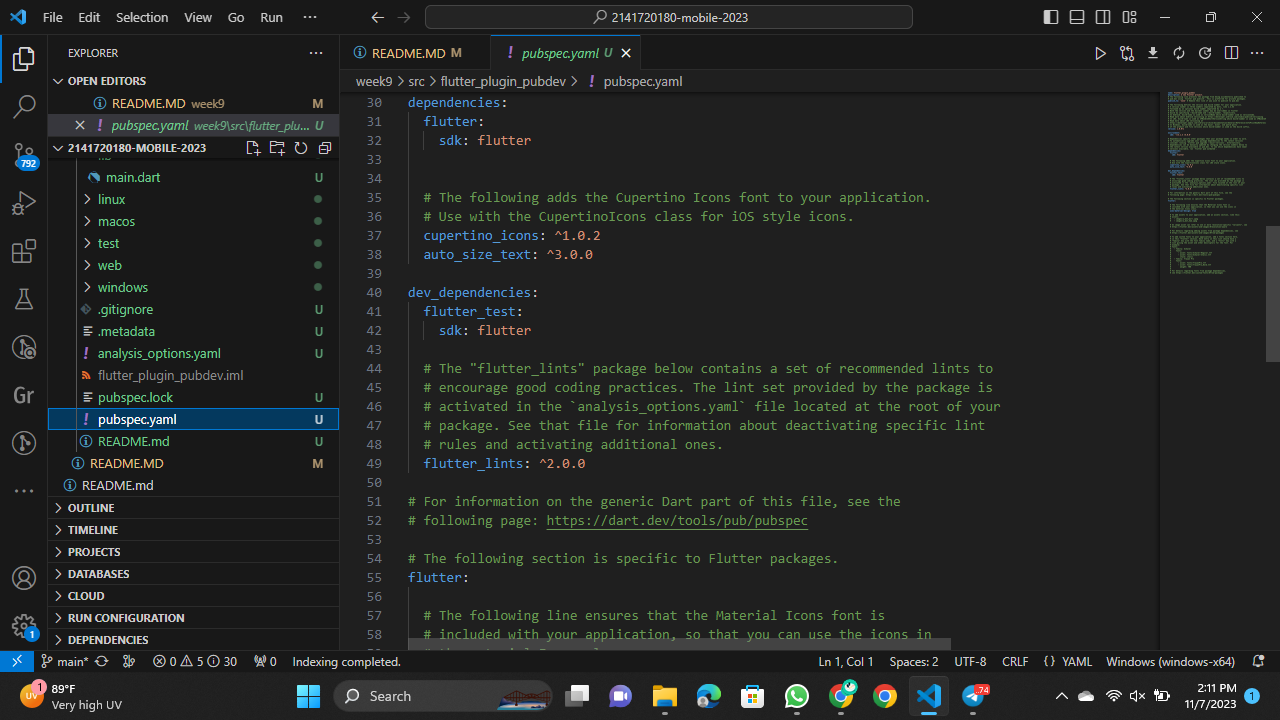 File Edit Selection View Go Run ···
2141720180-mobile-2023
EXPLORER
OPEN EDITORS
README.MD week9 M
pubspec.yaml week9\src\flutter_plu... U
2141720180-MOBILE-2023
main.dart U
linux
macos
test
web
windows
.gitignore U
.metadata U
analysis_options.yaml U
flutter_plugin_pubdev.iml
pubspec.lock U
pubspec.yaml U
README.md U
README.MD M
README.md
OUTLINE
TIMELINE
PROJECTS
DATABASES
CLOUD
RUN CONFIGURATION
DEPENDENCIES
792
Gr
1
README.MD M
pubspec.yaml U
week9 > src > flutter_plugin_pubdev > ! pubspec.yaml
30 dependencies:
31 flutter:
32 sdk: flutter
33
34
35 # The following adds the Cupertino Icons font to your application.
36 # Use with the CupertinoIcons class for iOS style icons.
37 cupertino_icons: ^1.0.2
38 auto_size_text: ^3.0.0
39
40 dev_dependencies:
41 flutter_test:
42 sdk: flutter
43
44 # The "flutter_lints" package below contains a set of recommended lints to
45 # encourage good coding practices. The lint set provided by the package is
46 # activated in the `analysis_options.yaml` file located at the root of your
47 # package. See that file for information about deactivating specific lint
48 # rules and activating additional ones.
49 flutter_lints: ^2.0.0
50
51 # For information on the generic Dart part of this file, see the
52 # following page: https://dart.dev/tools/pub/pubspec
53
54 # The following section is specific to Flutter packages.
55 flutter:
56
57 # The following line ensures that the Material Icons font is
58 # included with your application, so that you can use the icons in
main* 0 5 30 0 Indexing completed. Ln 1, Col 1 Spaces: 2 UTF-8 CRLF {} YAML Windows (windows-x64)
UV 1
89°F
Very high UV
Search
74
2:11 PM
11/7/2023
1